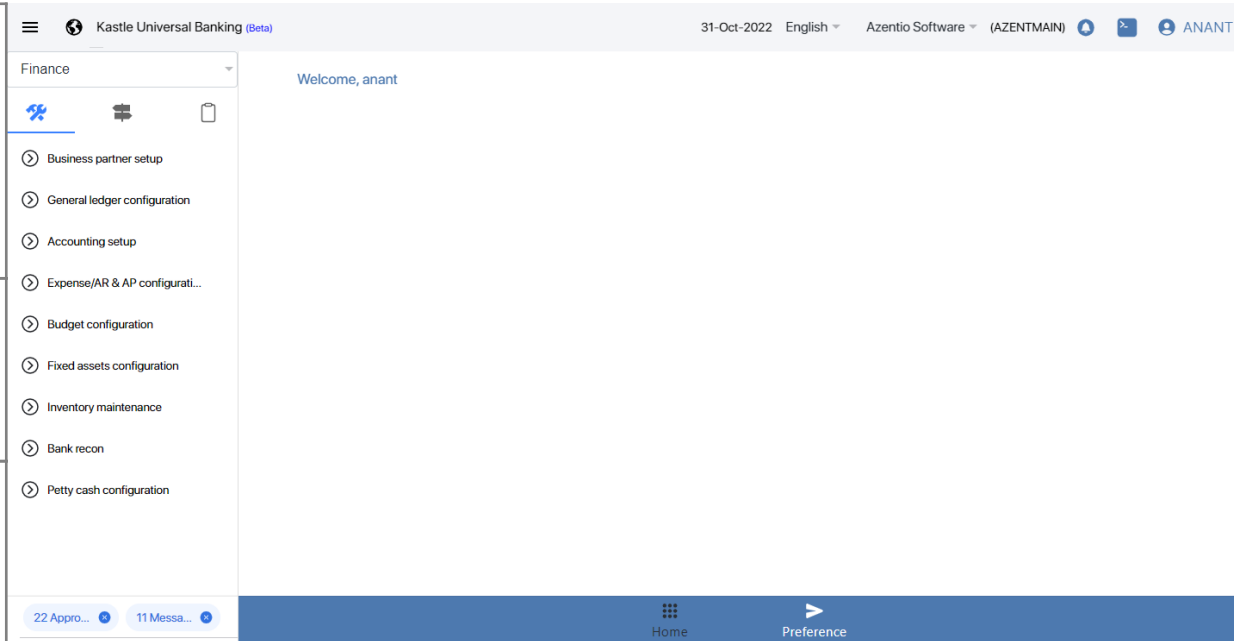 Kastle Universal Banking (Beta)
31-Oct-2022 English Azentio Software (AZENTMAIN) ANANT
Finance
Welcome, anant
Business partner setup
General ledger configuration
Accounting setup
Expense/AR & AP configurati...
Budget configuration
Fixed assets configuration
Inventory maintenance
Bank recon
Petty cash configuration
22 Appro... 11 Messa...
Home Preference